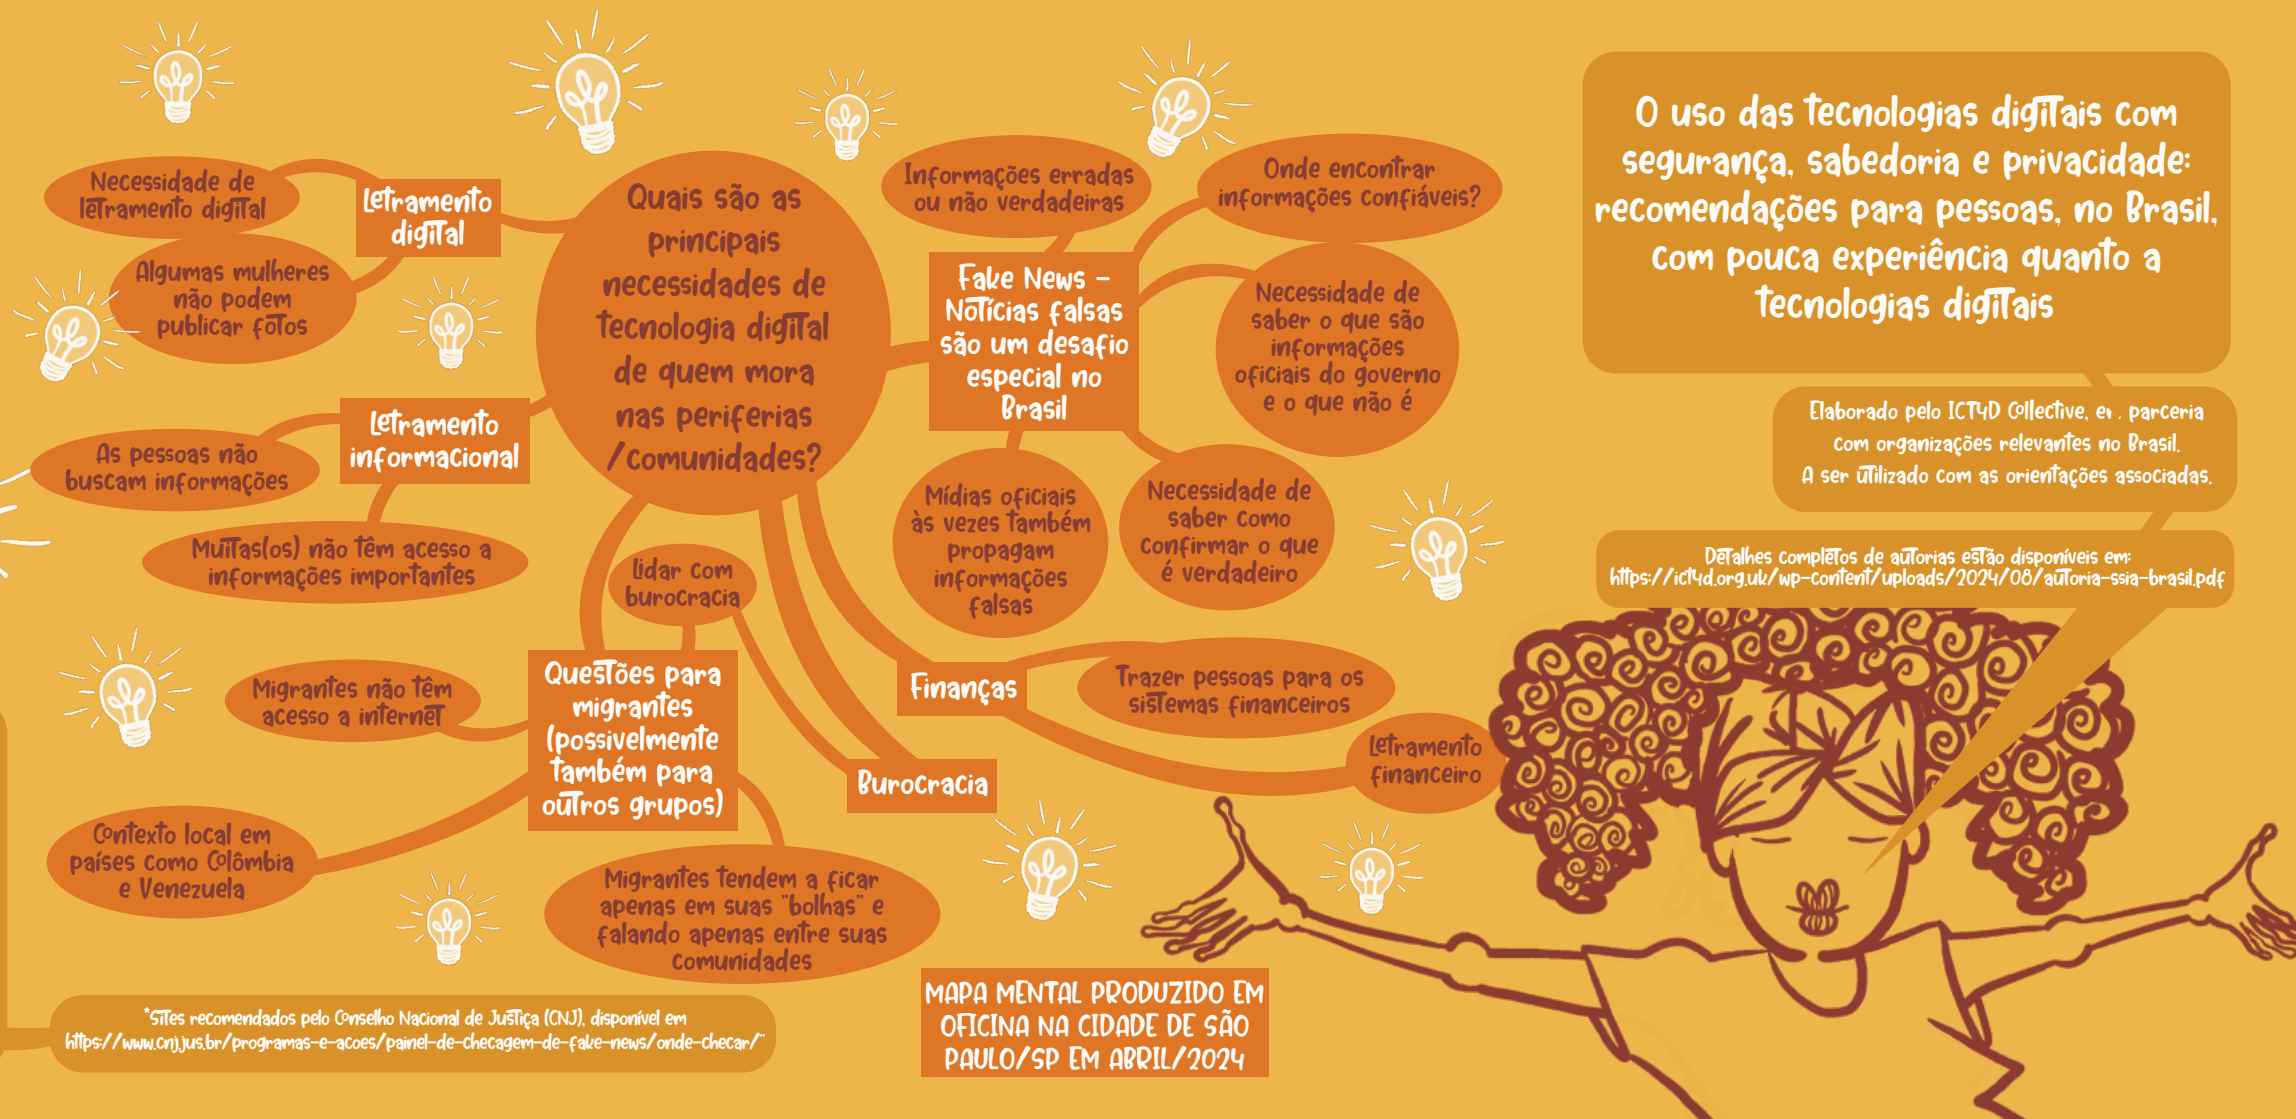 Quais são as
principais
necessidades de
tecnologia digital
de quem mora
nas periferias
/comunidades?
Letramento
digital
Necessidade de
letramento digital
Algumas mulheres
não podem
publicar fotos
Letramento
informacional
As pessoas não
buscam informações
Muitas(os) não têm acesso a
informações importantes
Questões para
migrantes
(possivelmente
também para
outros grupos)
Lidar com
burocracia
Migrantes não têm
acesso a internet
Contexto local em
países como Colômbia
e Venezuela
Migrantes tendem a ficar
apenas em suas "bolhas" e
falando apenas entre suas
comunidades
Burocracia
Finanças
Trazer pessoas para os
sistemas financeiros
Letramento
financeiro
Fake News -
Notícias falsas
são um desafio
especial no
Brasil
Informações erradas
ou não verdadeiras
Onde encontrar
informações confiáveis?
Necessidade de
saber o que são
informações
oficiais do governo
e o que não é
Necessidade de
saber como
confirmar o que
é verdadeiro
Mídias oficiais
às vezes também
propagam
informações
falsas
*Sites recomendados pelo Conselho Nacional de Justiça (CNJ), disponível em
https://www.cnj.jus.br/programas-e-acoes/painel-de-checagem-de-fake-news/onde-checar/"
MAPA MENTAL PRODUZIDO EM
OFICINA NA CIDADE DE SÃO
PAULO/SP EM ABRIL/2024
O uso das tecnologias digitais com
segurança, sabedoria e privacidade:
recomendações para pessoas, no Brasil,
com pouca experiência quanto a
tecnologias digitais
Elaborado pelo ICT4D Collective, em parceria
com organizações relevantes no Brasil.
A ser utilizado com as orientações associadas.
Detalhes completos de autorias estão disponíveis em:
https://ict4d.org.uk/wp-content/uploads/2024/08/autoria-ssia-brasil.pdf